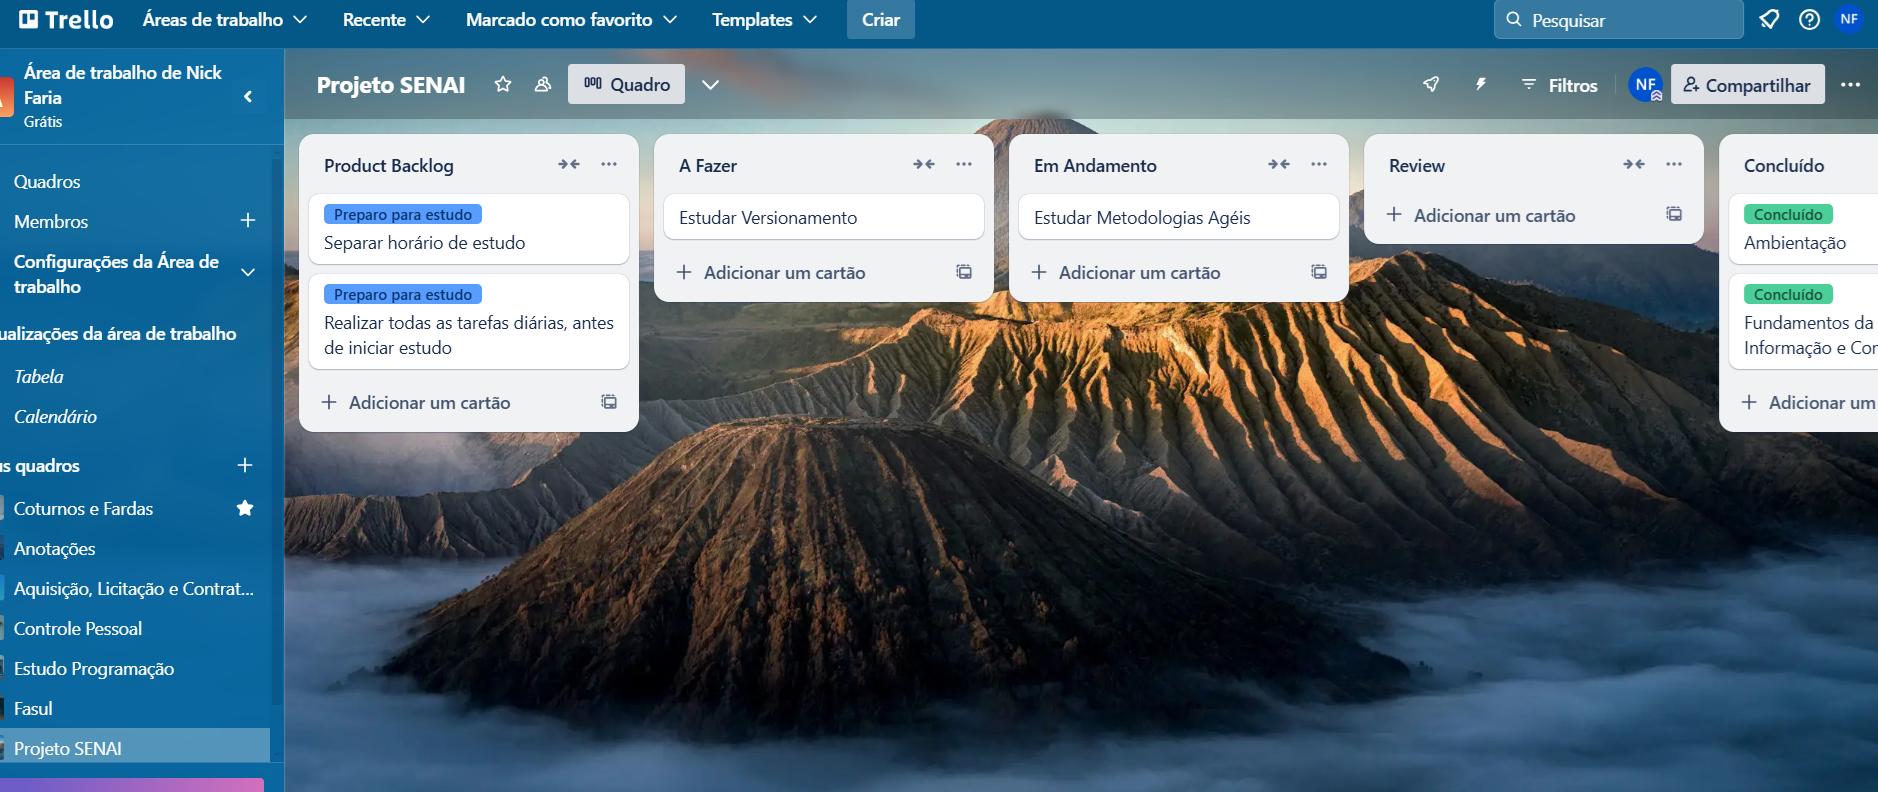 Trello
Áreas de trabalho
Recente
Marcado como favorito
Templates
Criar
Pesquisar
NF
Área de trabalho de Nick
Faria
Grátis
Quadros
Membros
Configurações da Área de
trabalho
ualizações da área de trabalho
Tabela
Calendário
us quadros
Coturnos e Fardas
Anotações
Aquisição, Licitação e Contrat...
Controle Pessoal
Estudo Programação
Fasul
Projeto SENAI
Projeto SENAI
Quadro
Filtros
NF
Compartilhar
Product Backlog
Preparo para estudo
Separar horário de estudo
Preparo para estudo
Realizar todas as tarefas diárias, antes
de iniciar estudo
Adicionar um cartão
A Fazer
Estudar Versionamento
Adicionar um cartão
Em Andamento
Estudar Metodologias Agéis
Adicionar um cartão
Review
Adicionar um cartão
Concluído
Concluído
Ambientação
Concluído
Fundamentos da
Informação e Con
Adicionar um